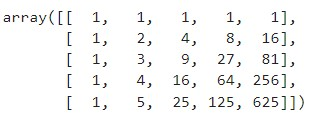 array([[  1,   1,   1,   1,   1],
       [  1,   2,   4,   8,  16],
       [  1,   3,   9,  27,  81],
       [  1,   4,  16,  64, 256],
       [  1,   5,  25, 125, 625]])